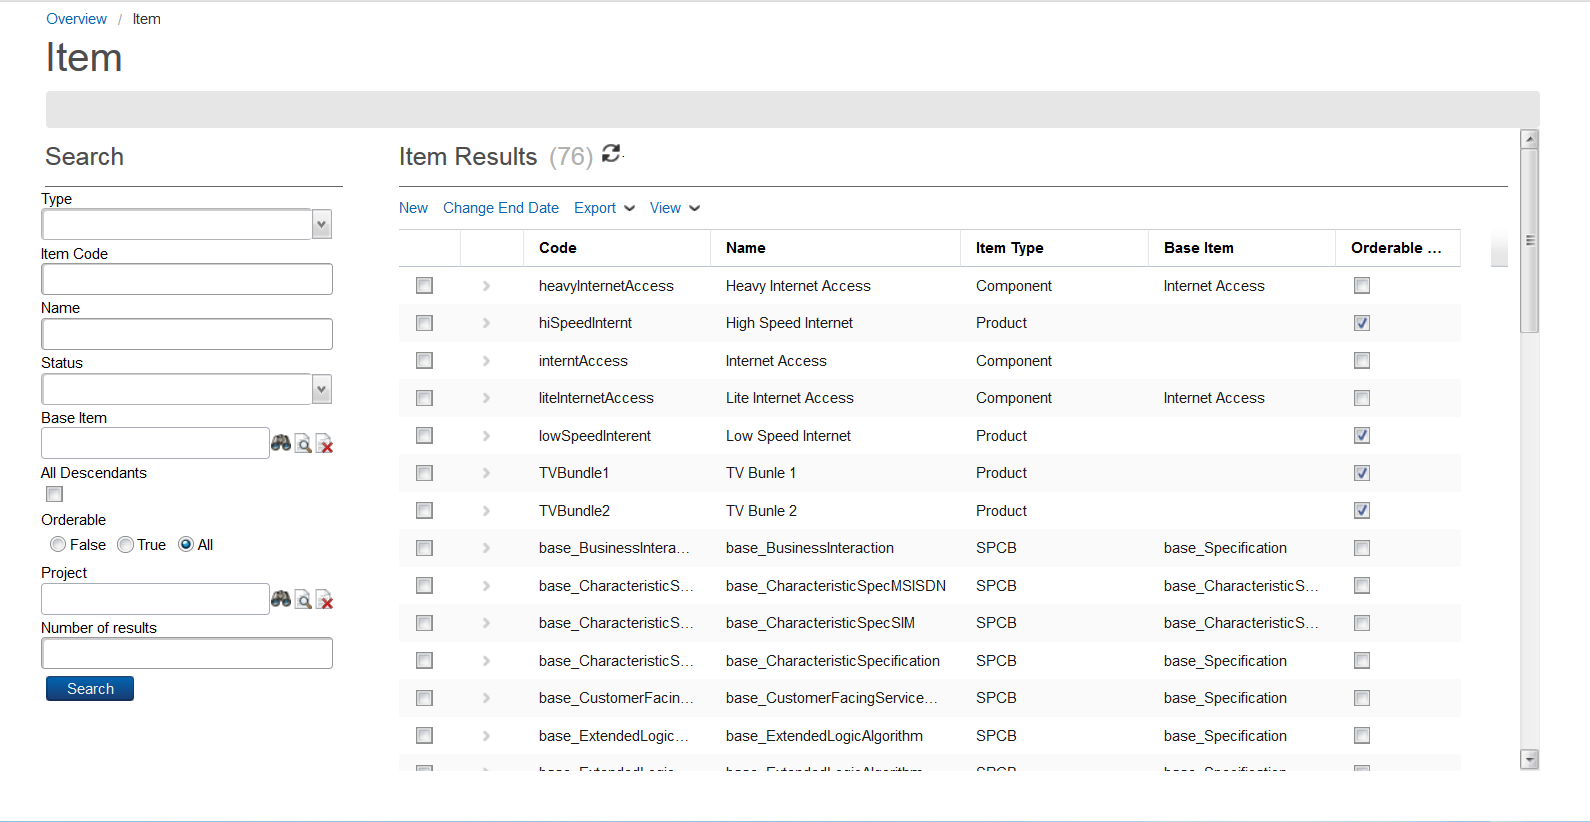 Overview / Item
Item
Search
Type
Item Code
Name
Status
Base Item
All Descendants
Orderable
False True All
Project
Number of results
Search
Item Results (76)
New Change End Date Export View
Code Name Item Type Base Item Orderable ...
heavyInternetAccess Heavy Internet Access Component Internet Access
hiSpeedInternt High Speed Internet Product
interntAccess Internet Access Component
liteInternetAccess Lite Internet Access Component Internet Access
lowSpeedInterent Low Speed Internet Product
TVBundle1 TV Bunle 1 Product
TVBundle2 TV Bunle 2 Product
base_BusinessIntera... base_BusinessInteraction SPCB base_Specification
base_CharacteristicS... base_CharacteristicSpecMSISDN SPCB base_CharacteristicS...
base_CharacteristicS... base_CharacteristicSpecSIM SPCB base_CharacteristicS...
base_CharacteristicS... base_CharacteristicSpecification SPCB base_Specification
base_CustomerFacin... base_CustomerFacingService... SPCB base_Specification
base_ExtendedLogic... base_ExtendedLogicAlgorithm SPCB base_Specification
base_ExtendedLogic... base_ExtendedLogicAlgorithm SPCB base_Specification